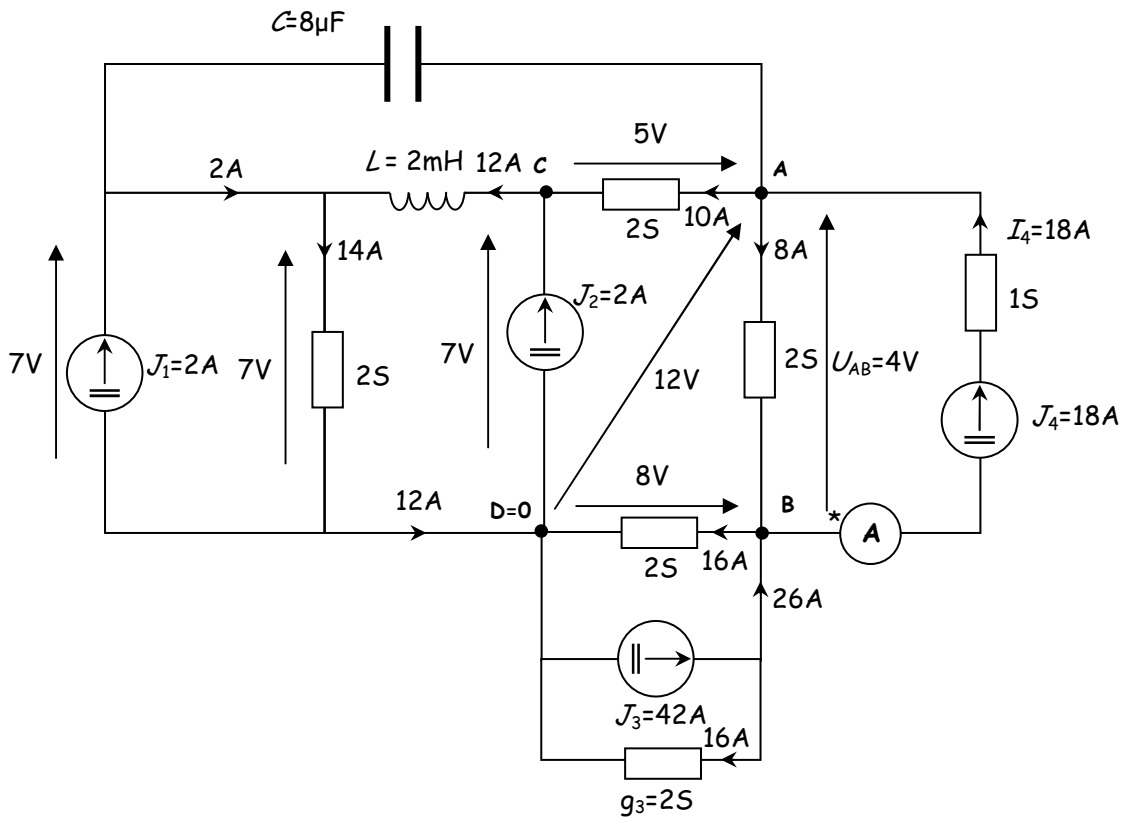 C=8μF
5V
2A
L= 2mH
12A
C
A
2S
10A
14A
8A
I4=18A
1S
J2=2A
7V
J1=2A
7V
2S
7V
12V
2S
UAB=4V
J4=18A
12A
D=0
8V
B
*
A
2S
16A
26A
J3=42A
16A
g3=2S